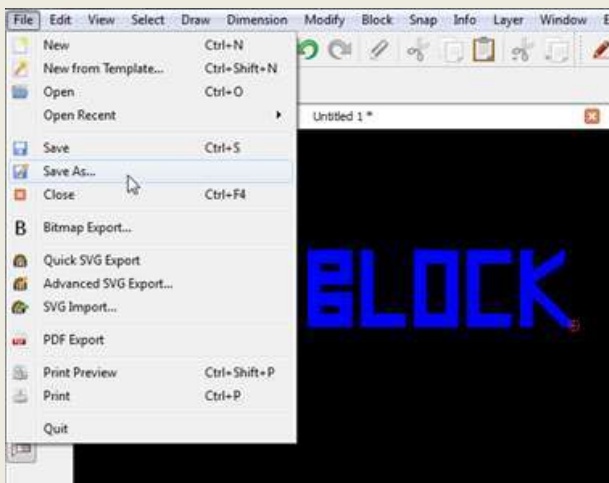 File Edit View Select Draw Dimension Modify Block Snap Info Layer Window
New Ctrl+N
New from Template... Ctrl+Shift+N
Open Ctrl+O
Open Recent
Untitled 1 *
Save Ctrl+S
Save As...
Close Ctrl+F4
B Bitmap Export...
Quick SVG Export
Advanced SVG Export...
SVG Import...
BLOCK
PDF Export
Print Preview Ctrl+Shift+P
Print Ctrl+P
Quit